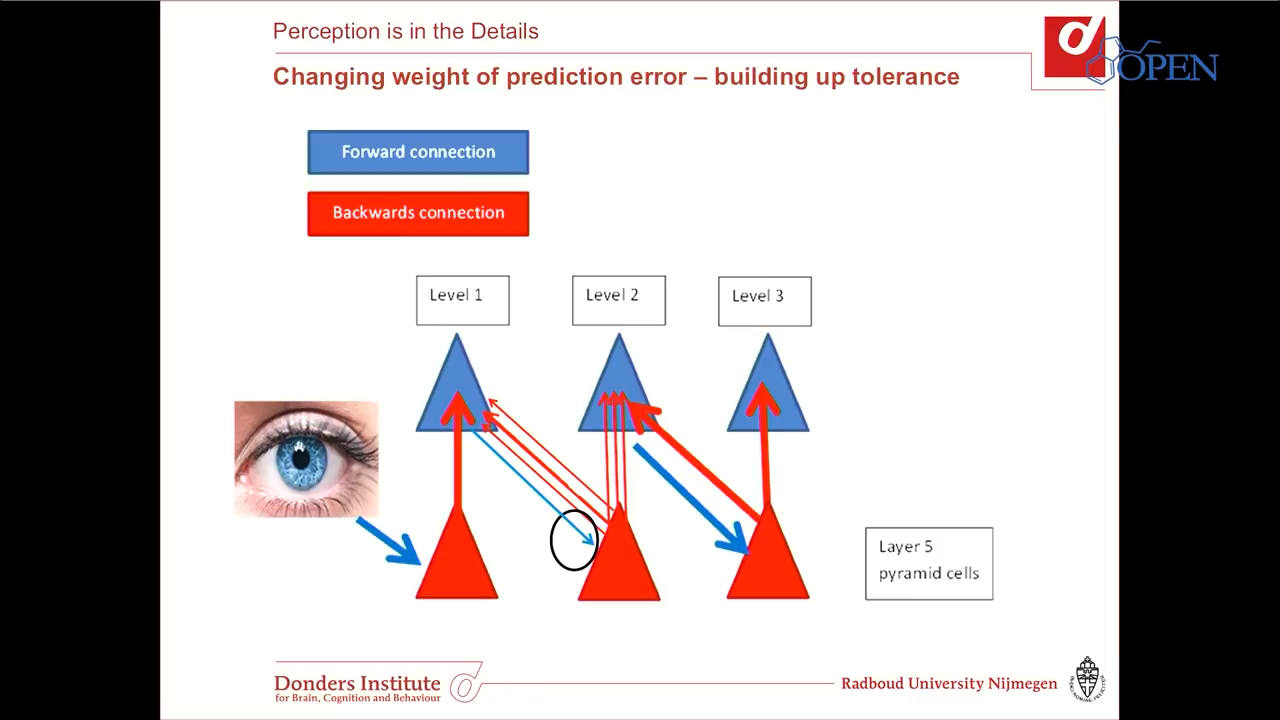 Perception is in the Details
Changing weight of prediction error – building up tolerance
OPEN
Forward connection
Backwards connection
Level 1
Level 2
Level 3
Layer 5
pyramid cells
Donders Institute
for Brain, Cognition and Behaviour
Radboud University Nijmegen